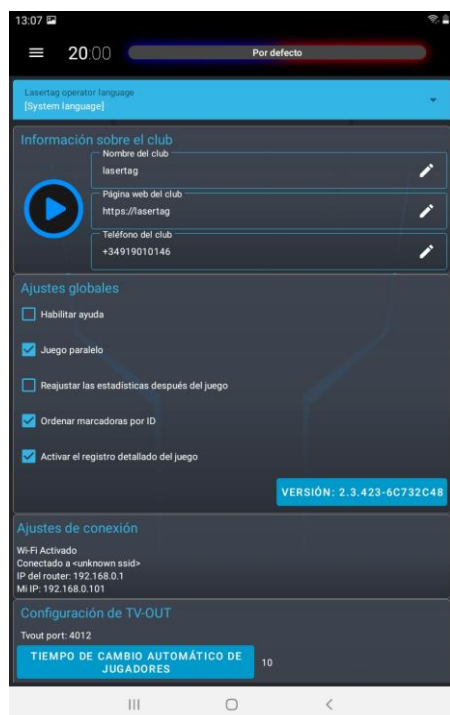 13:07
20:00
Por defecto
Lasertag operator language
[System language]
Información sobre el club
Nombre del club
lasertag
Página web del club
https://lasertag
Teléfono del club
+34919010146
Ajustes globales
Habilitar ayuda
Juego paralelo
Reajustar las estadísticas después del juego
Ordenar marcadoras por ID
Activar el registro detallado del juego
VERSIÓN: 2.3.423-6C732C48
Ajustes de conexión
Wi-Fi Activado
Conectado a <unknown ssid>
IP del router: 192.168.0.1
Mi IP: 192.168.0.101
Configuración de TV-OUT
Tvout port: 4012
TIEMPO DE CAMBIO AUTOMÁTICO DE
JUGADORES
10